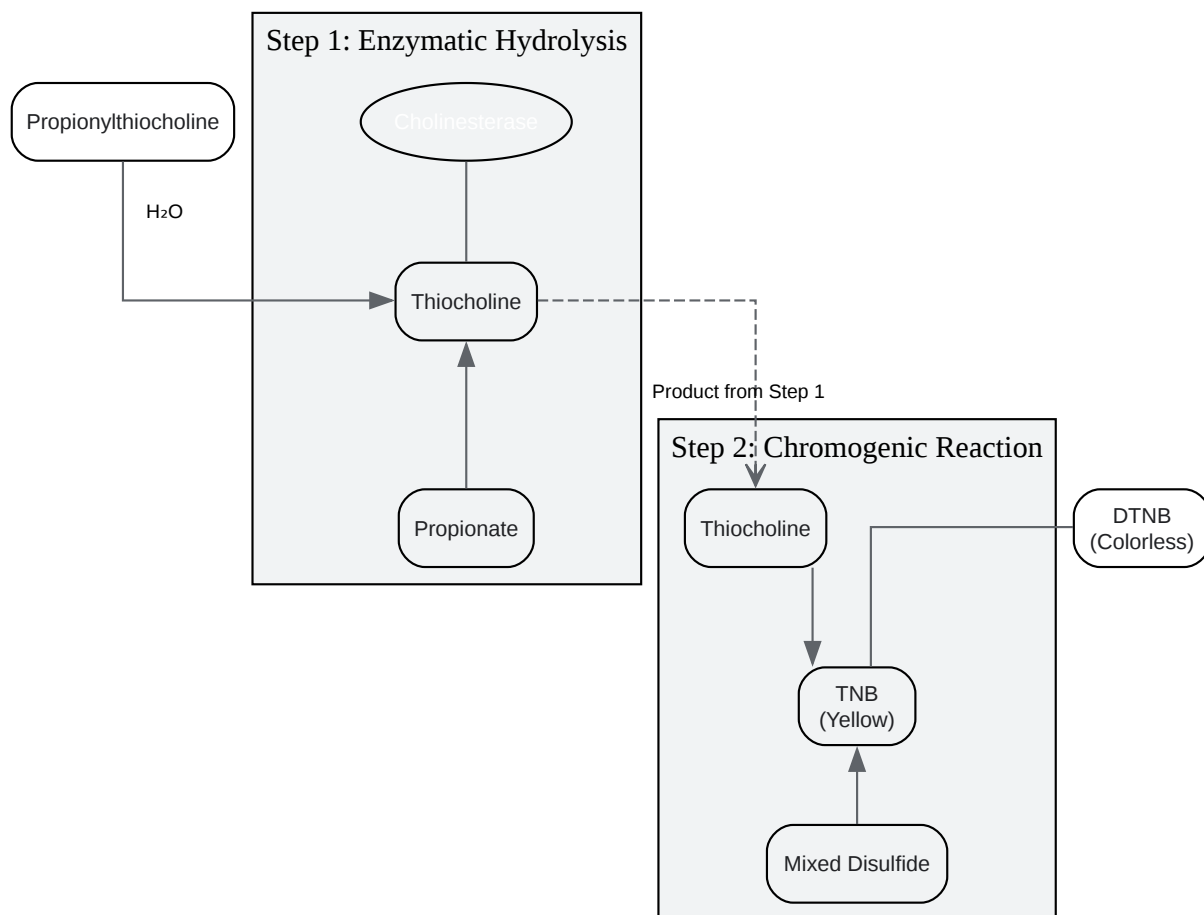 Step 1: Enzymatic Hydrolysis
Propionylthiocholine
Cholinesterase
H₂O
Thiocholine
Product from Step 1
Step 2: Chromogenic Reaction
Propionate
Thiocholine
DTNB
(Colorless)
TNB
(Yellow)
Mixed Disulfide